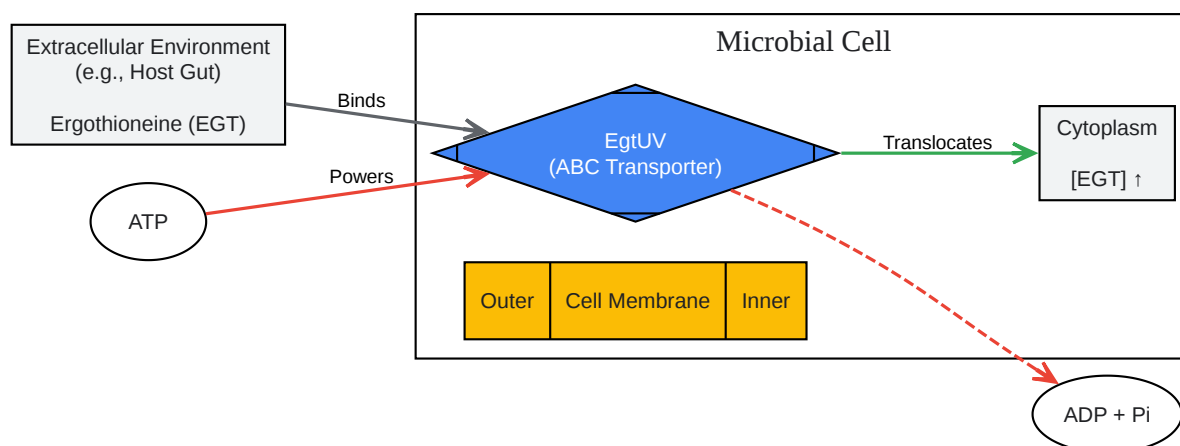 Microbial Cell
Extracellular Environment
(e.g., Host Gut)
Ergothioneine (EGT)
Binds
EgtUV
(ABC Transporter)
Translocates
Cytoplasm
[EGT] ↑
Powers
ATP
Outer
Cell Membrane
Inner
ADP + Pi